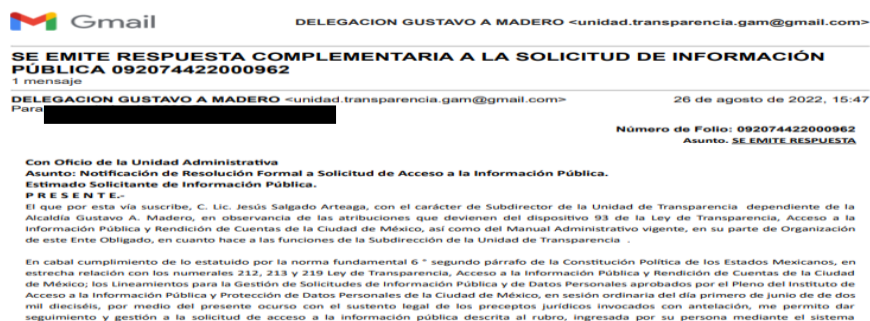 Gmail
DELEGACION GUSTAVO A MADERO <unidad.transparencia.gam@gmail.com>
SE EMITE RESPUESTA COMPLEMENTARIA A LA SOLICITUD DE INFORMACIÓN
PÚBLICA 092074422000962
1 mensaje
DELEGACION GUSTAVO A MADERO <unidad.transparencia.gam@gmail.com> 26 de agosto de 2022, 15:47
Para
Número de Folio: 092074422000962
Asunto. SE EMITE RESPUESTA
Con Oficio de la Unidad Administrativa
Asunto: Notificación de Resolución Formal a Solicitud de Acceso a la Información Pública.
Estimado Solicitante de Información Pública.
P R E S E N T E.-
El que por esta vía suscribe, C. Lic. Jesús Salgado Arteaga, con el carácter de Subdirector de la Unidad de Transparencia dependiente de la
Alcaldía Gustavo A. Madero, en observancia de las atribuciones que devienen del dispositivo 93 de la Ley de Transparencia, Acceso a la
Información Pública y Rendición de Cuentas de la Ciudad de México, así como del Manual Administrativo vigente, en su parte de Organización
de este Ente Obligado, en cuanto hace a las funciones de la Subdirección de la Unidad de Transparencia .
En cabal cumplimiento de lo estatuido por la norma fundamental 6 ° segundo párrafo de la Constitución Política de los Estados Mexicanos, en
estrecha relación con los numerales 212, 213 y 219 Ley de Transparencia, Acceso a la Información Pública y Rendición de Cuentas de la Ciudad
de México; los Lineamientos para la Gestión de Solicitudes de Información Pública y de Datos Personales aprobados por el Pleno del Instituto de
Acceso a la Información Pública y Protección de Datos Personales de la Ciudad de México, en sesión ordinaria del día primero de junio de dos
mil dieciséis, por medio del presente ocurso con el sustento legal de los preceptos jurídicos invocados con antelación, me permito dar
seguimiento y gestión a la solicitud de acceso a la información pública descrita al rubro, ingresada por su persona mediante el sistema